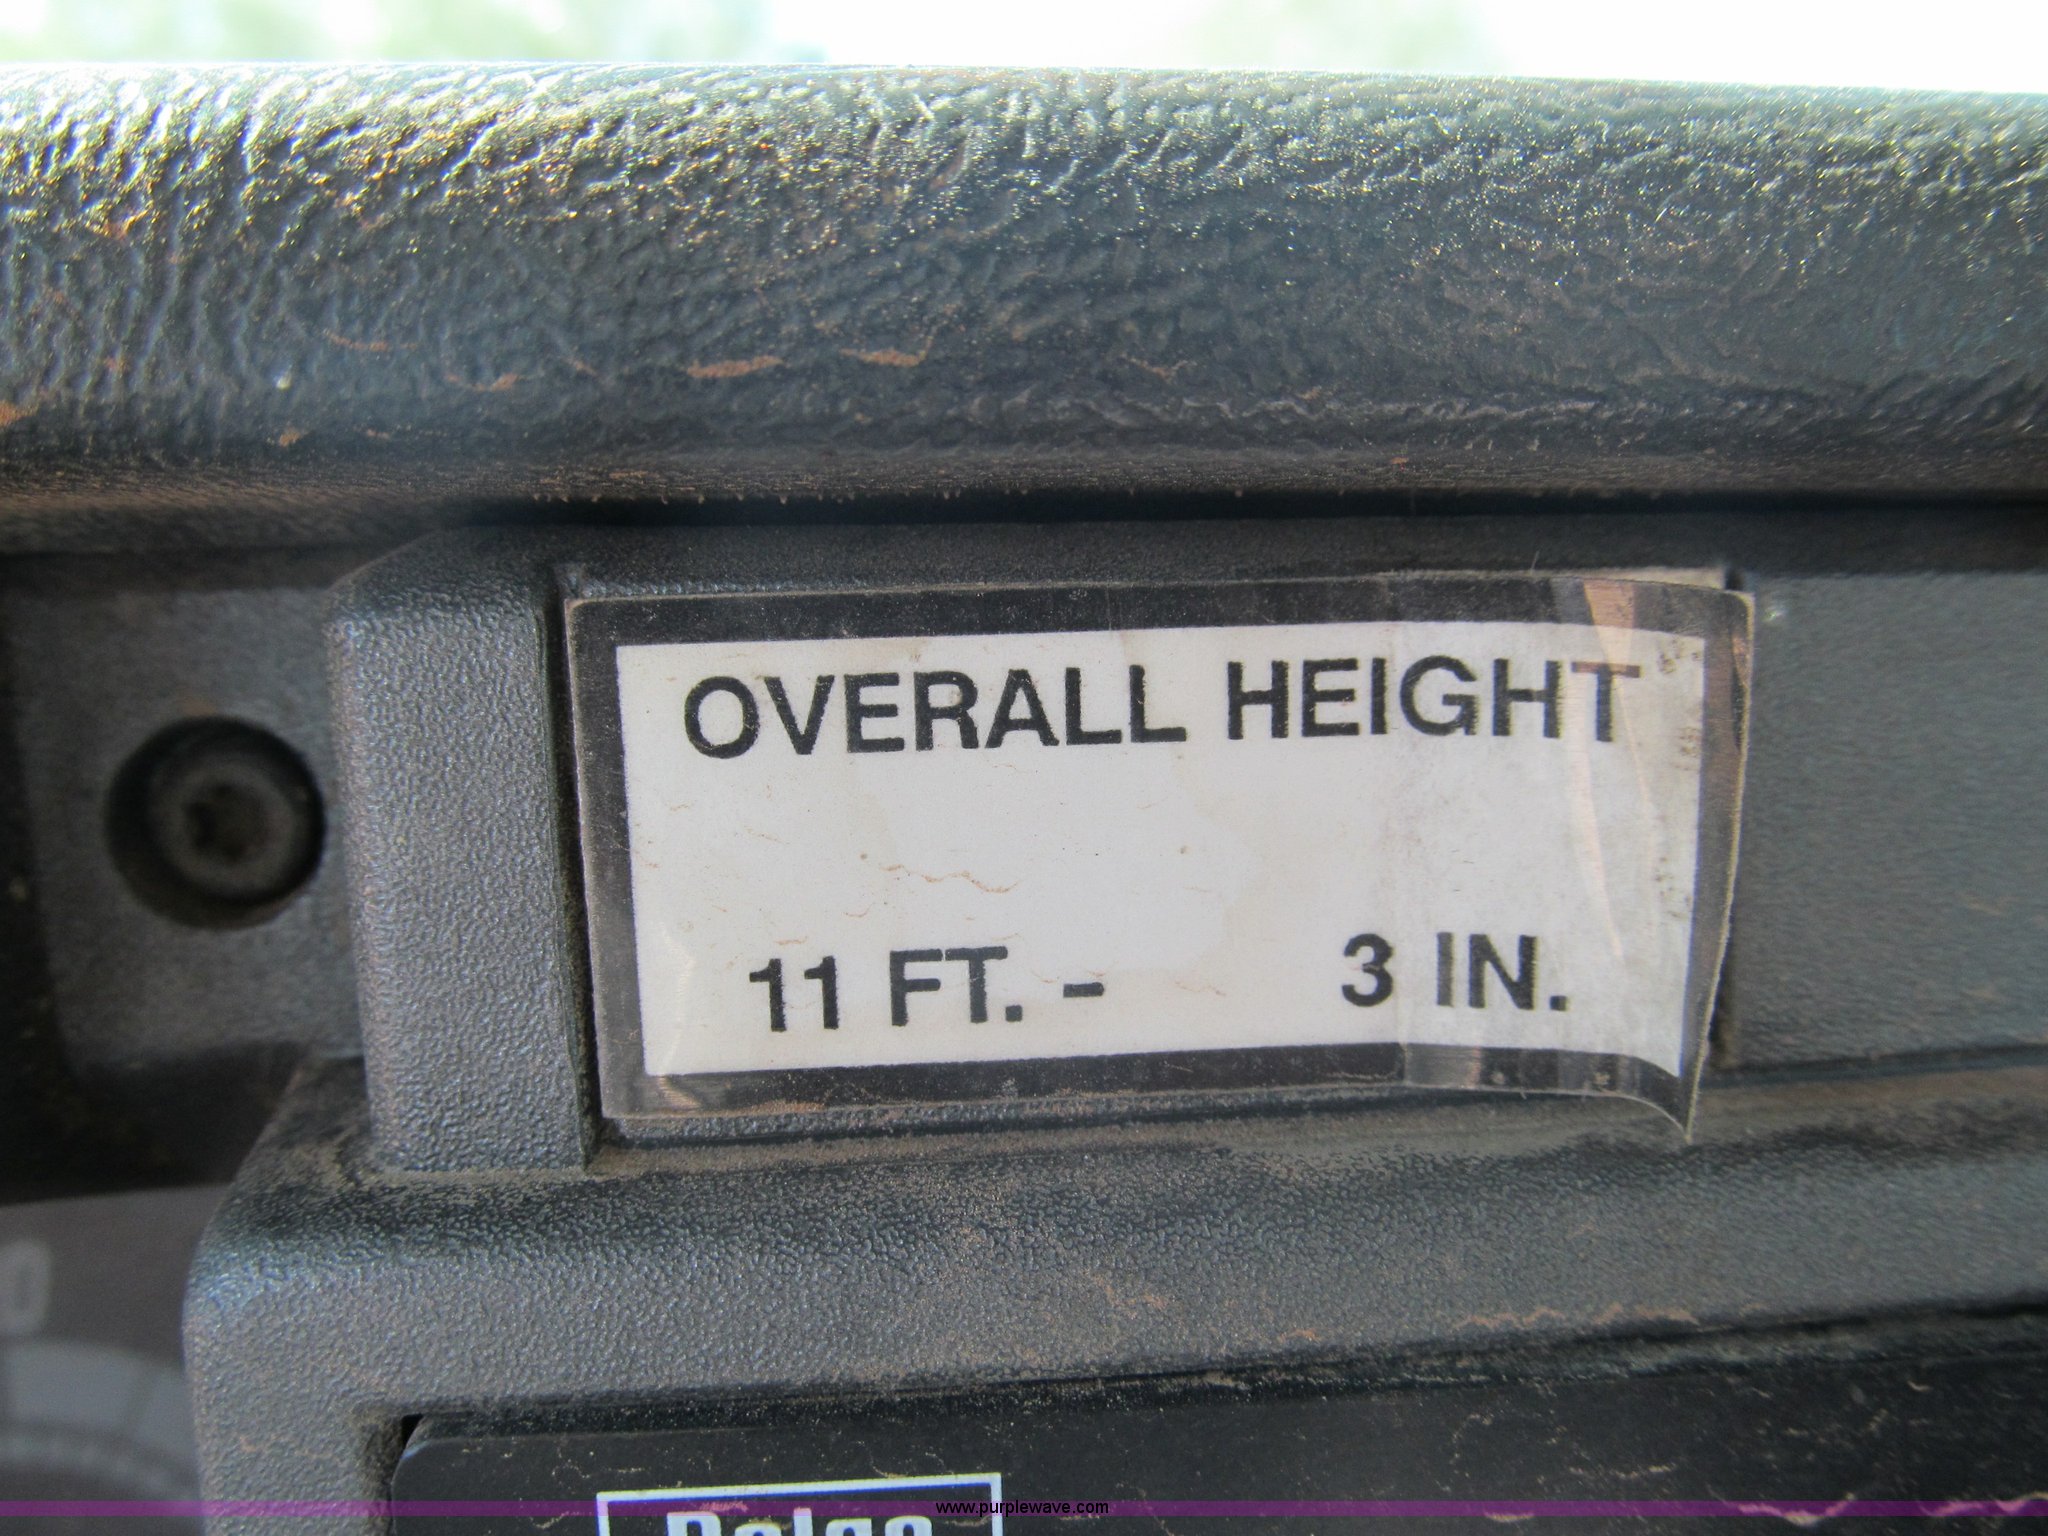 OVERALL HEIGHT
11 FT. - 3 IN.
www.purplewave.com